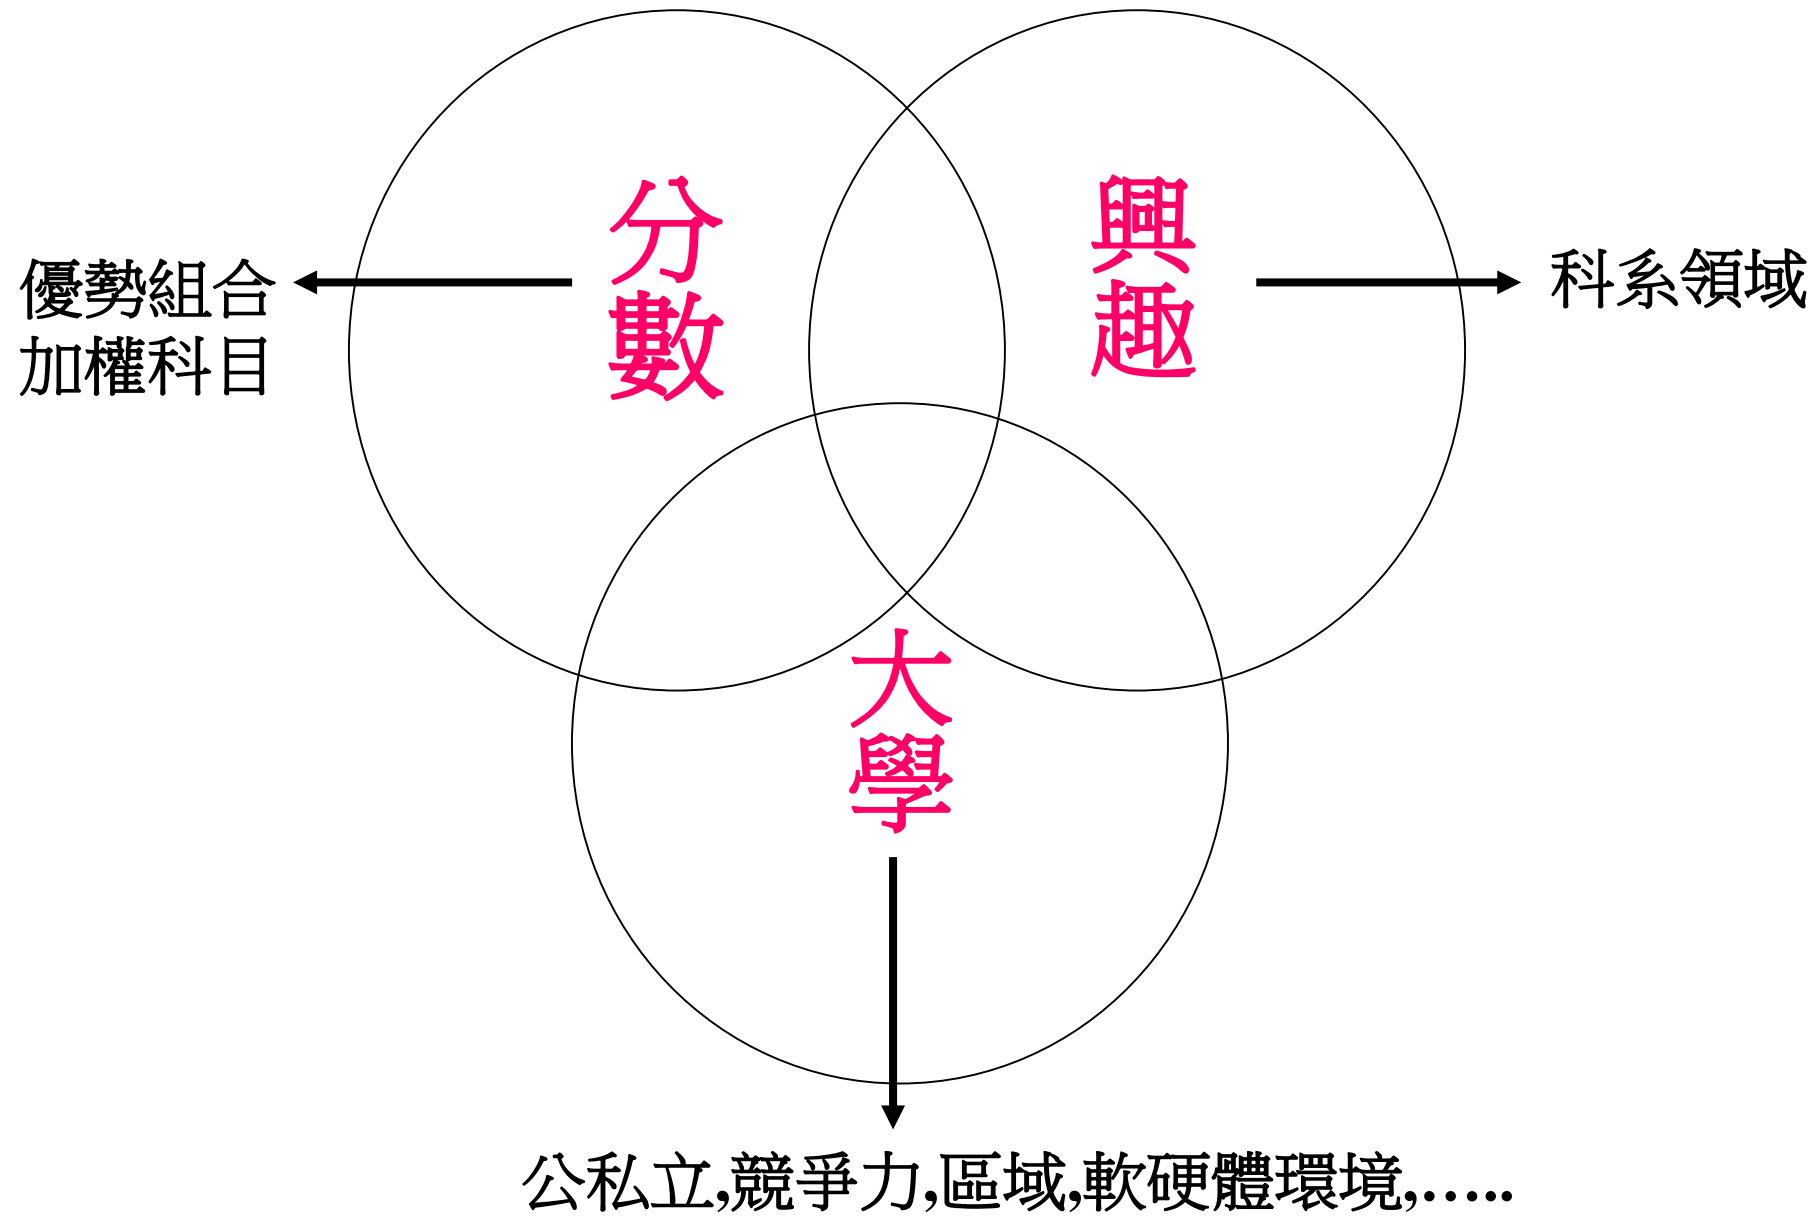 分數
興趣
優勢組合
加權科目
科系領域
大學
公私立,競爭力,區域,軟硬體環境,…..